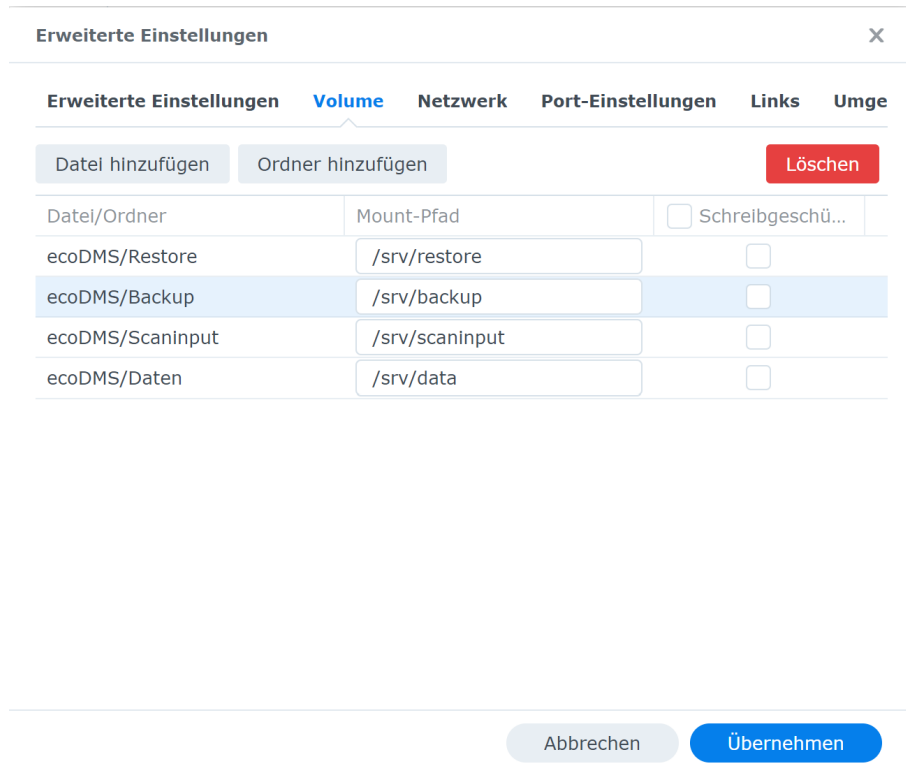 Erweiterte Einstellungen
Erweiterte Einstellungen Volume Netzwerk Port-Einstellungen Links Umge
Datei hinzufügen Ordner hinzufügen Löschen
Datei/Ordner Mount-Pfad Schreibgeschü...
ecoDMS/Restore /srv/restore
ecoDMS/Backup /srv/backup
ecoDMS/Scaninput /srv/scaninput
ecoDMS/Daten /srv/data
Abbrechen Übernehmen